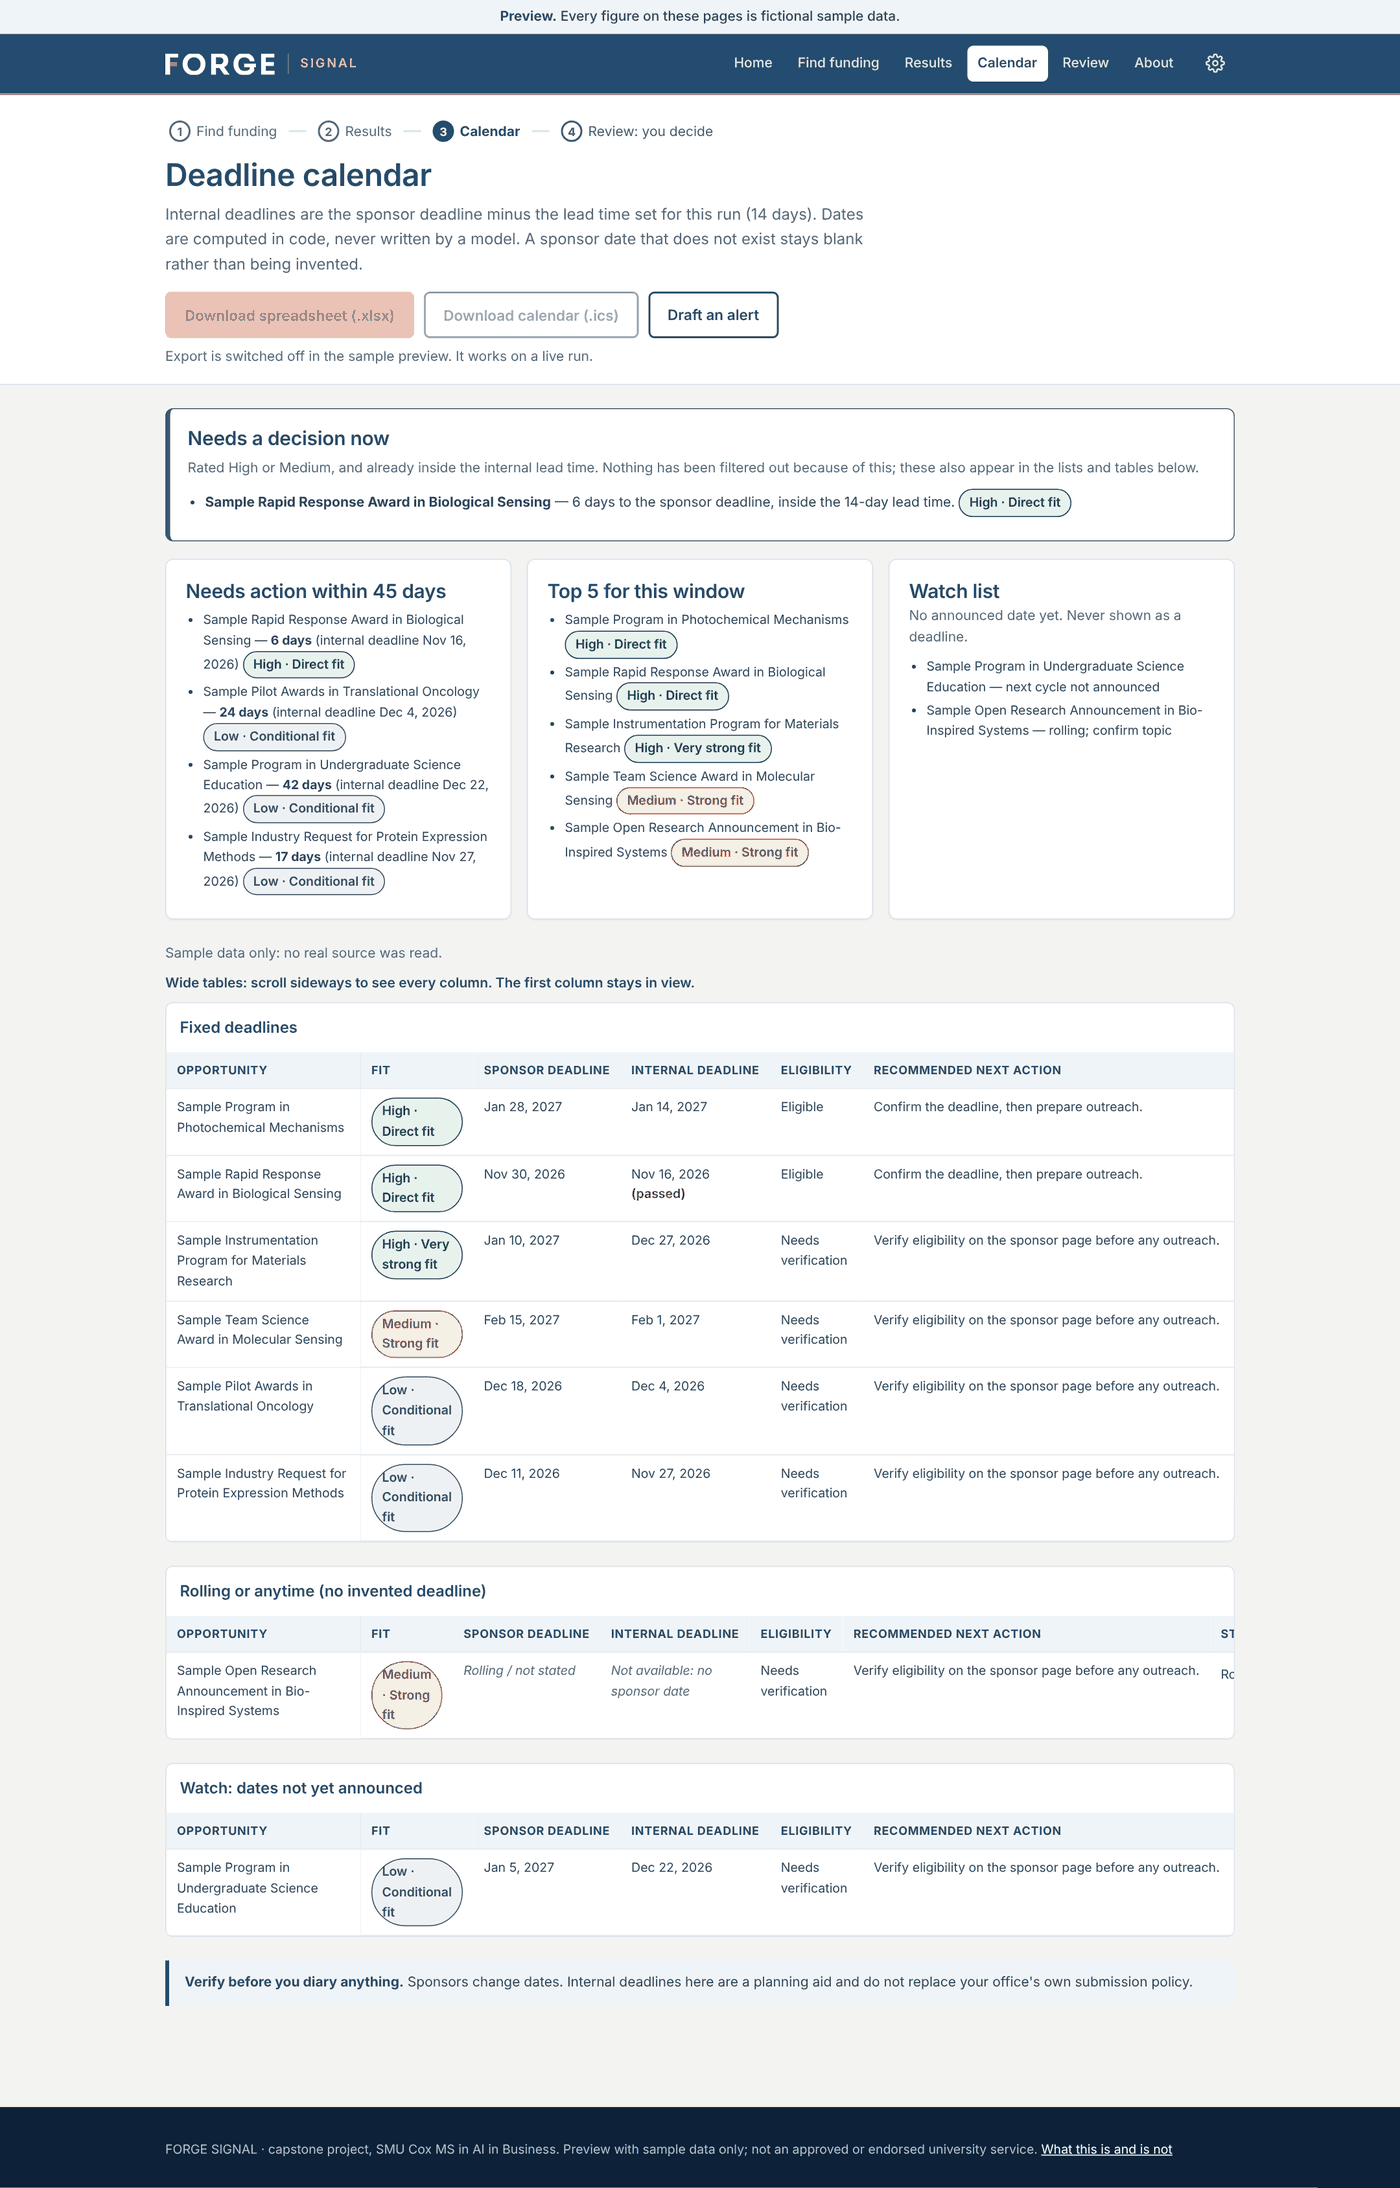 Preview. Every figure on these pages is fictional sample data.
FORGE | SIGNAL
Home Find funding Results Calendar Review About
1 Find funding — 2 Results — 3 Calendar — 4 Review: you decide
Deadline calendar
Internal deadlines are the sponsor deadline minus the lead time set for this run (14 days). Dates
are computed in code, never written by a model. A sponsor date that does not exist stays blank
rather than being invented.
Download spreadsheet (.xlsx) Download calendar (.ics) Draft an alert
Export is switched off in the sample preview. It works on a live run.
Needs a decision now
Rated High or Medium, and already inside the internal lead time. Nothing has been filtered out because of this; these also appear in the lists and tables below.
• Sample Rapid Response Award in Biological Sensing — 6 days to the sponsor deadline, inside the 14-day lead time. High · Direct fit
Needs action within 45 days
• Sample Rapid Response Award in Biological
Sensing — 6 days (internal deadline Nov 16,
2026) High · Direct fit
• Sample Pilot Awards in Translational Oncology
— 24 days (internal deadline Dec 4, 2026)
Low · Conditional fit
• Sample Program in Undergraduate Science
Education — 42 days (internal deadline Dec 22,
2026) Low · Conditional fit
• Sample Industry Request for Protein Expression
Methods — 17 days (internal deadline Nov 27,
2026) Low · Conditional fit
Top 5 for this window
• Sample Program in Photochemical Mechanisms
High · Direct fit
• Sample Rapid Response Award in Biological
Sensing High · Direct fit
• Sample Instrumentation Program for Materials
Research High · Very strong fit
• Sample Team Science Award in Molecular
Sensing Medium · Strong fit
• Sample Open Research Announcement in Bio-
Inspired Systems Medium · Strong fit
Watch list
No announced date yet. Never shown as a
deadline.
• Sample Program in Undergraduate Science
Education — next cycle not announced
• Sample Open Research Announcement in Bio-
Inspired Systems — rolling; confirm topic
Sample data only: no real source was read.
Wide tables: scroll sideways to see every column. The first column stays in view.
Fixed deadlines
OPPORTUNITY FIT SPONSOR DEADLINE INTERNAL DEADLINE ELIGIBILITY RECOMMENDED NEXT ACTION
Sample Program in High · Jan 28, 2027 Jan 14, 2027 Eligible Confirm the deadline, then prepare outreach.
Photochemical Mechanisms Direct fit
Sample Rapid Response High · Nov 30, 2026 Nov 16, 2026 Eligible Confirm the deadline, then prepare outreach.
Award in Biological Sensing Direct fit (passed)
Sample Instrumentation High · Very Jan 10, 2027 Dec 27, 2026 Needs Verify eligibility on the sponsor page before any outreach.
Program for Materials strong fit verification
Research
Sample Team Science Medium · Feb 15, 2027 Feb 1, 2027 Needs Verify eligibility on the sponsor page before any outreach.
Award in Molecular Sensing Strong fit verification
Sample Pilot Awards in Low · Dec 18, 2026 Dec 4, 2026 Needs Verify eligibility on the sponsor page before any outreach.
Translational Oncology Conditional verification
fit
Sample Industry Request for Low · Dec 11, 2026 Nov 27, 2026 Needs Verify eligibility on the sponsor page before any outreach.
Protein Expression Methods Conditional verification
fit
Rolling or anytime (no invented deadline)
OPPORTUNITY FIT SPONSOR DEADLINE INTERNAL DEADLINE ELIGIBILITY RECOMMENDED NEXT ACTION ST
Sample Open Research Medium Rolling / not stated Not available: no Needs Verify eligibility on the sponsor page before any outreach. Ro
Announcement in Bio- · Strong sponsor date verification
Inspired Systems fit
Watch: dates not yet announced
OPPORTUNITY FIT SPONSOR DEADLINE INTERNAL DEADLINE ELIGIBILITY RECOMMENDED NEXT ACTION
Sample Program in Low · Jan 5, 2027 Dec 22, 2026 Needs Verify eligibility on the sponsor page before any outreach.
Undergraduate Science Conditional verification
Education fit
Verify before you diary anything. Sponsors change dates. Internal deadlines here are a planning aid and do not replace your office's own submission policy.
FORGE SIGNAL · capstone project, SMU Cox MS in AI in Business. Preview with sample data only; not an approved or endorsed university service. What this is and is not